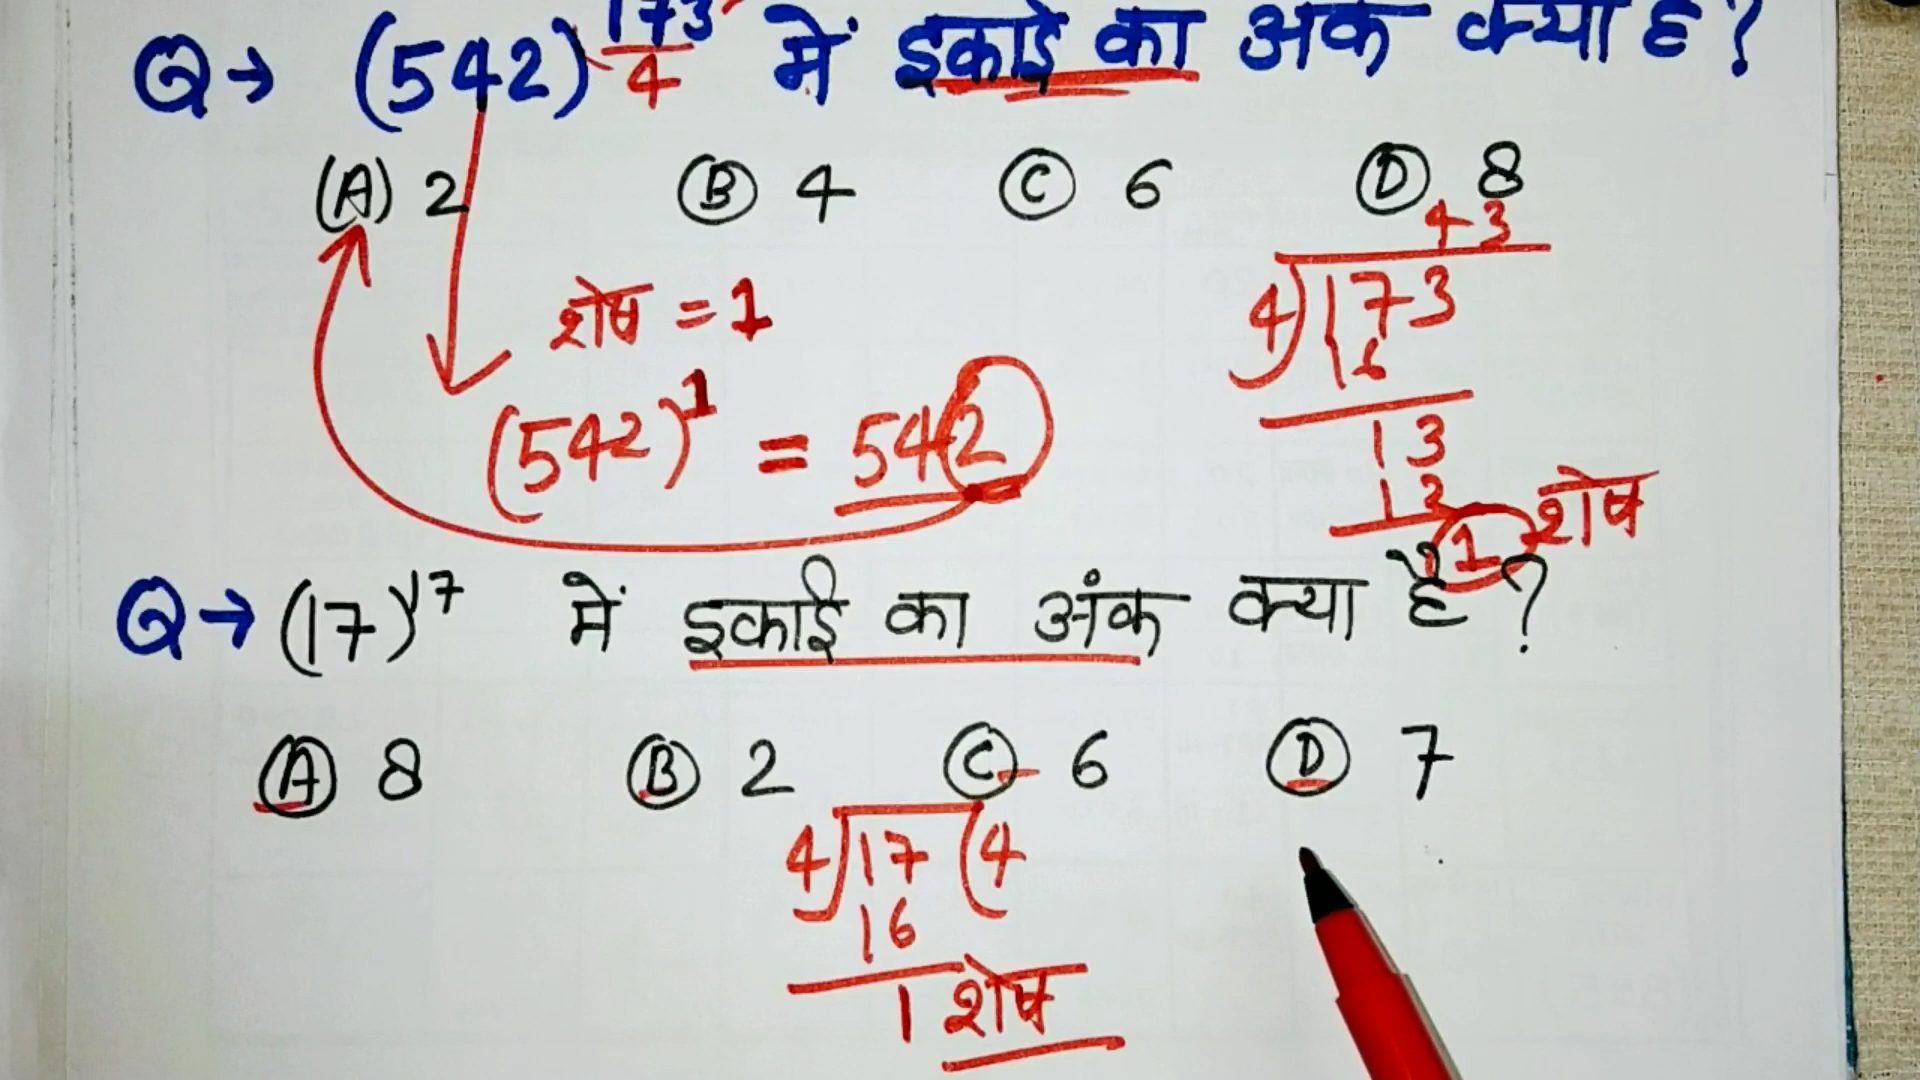 Q→ (542)^173/4 में इकाई का अंक क्या है?
(A) 2 (B) 4 (C) 6 (D) 8
43
4)173
16
13
12
1 शेष
शेष = 1
(542)^1 = 542
Q→ (17)^17 में इकाई का अंक क्या है?
(A) 8 (B) 2 (C) 6 (D) 7
4)17(4
16
1 शेष